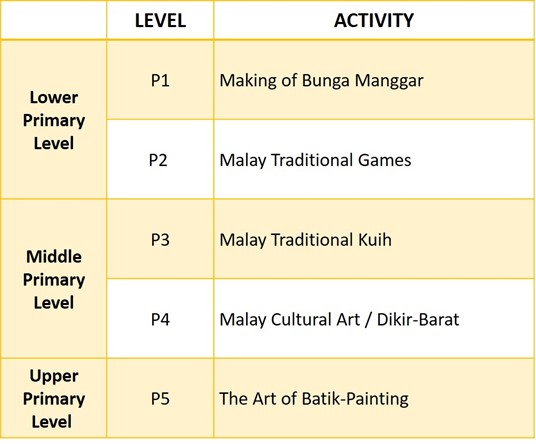 LEVEL ACTIVITY
Lower
Primary
Level
P1 Making of Bunga Manggar
P2 Malay Traditional Games
Middle
Primary
Level
P3 Malay Traditional Kuih
P4 Malay Cultural Art / Dikir-Barat
Upper
Primary
Level
P5 The Art of Batik-Painting